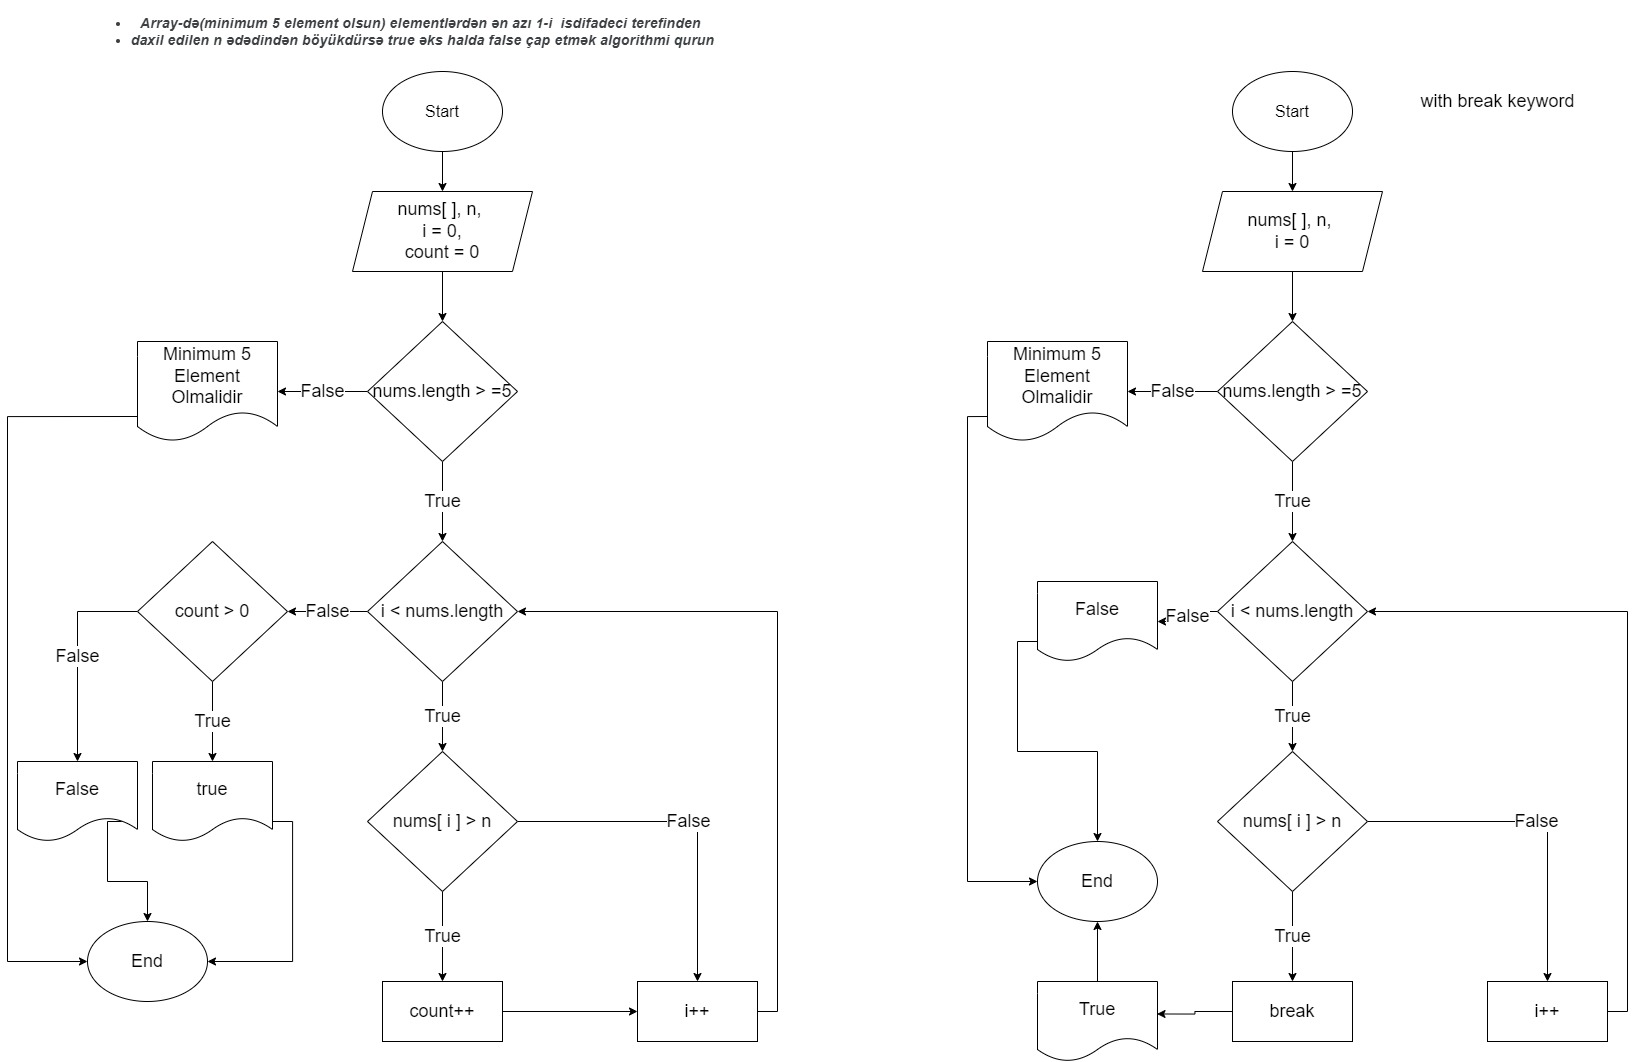 Array-də(minimum 5 element olsun) elementlərdən ən azı 1-i isdifadeci terefinden
daxil edilen n ədədindən böyükdürsə true əks halda false çap etmək algorithmi qurun
Start
nums[ ], n,
i = 0,
count = 0
nums.length > =5
False
Minimum 5
Element
Olmalidir
True
i < nums.length
False
count > 0
False
True
False
true
End
True
nums[ i ] > n
False
True
count++
i++
with break keyword
Start
nums[ ], n,
i = 0
nums.length > =5
False
Minimum 5
Element
Olmalidir
True
i < nums.length
False
False
True
nums[ i ] > n
False
End
True
break
True
i++